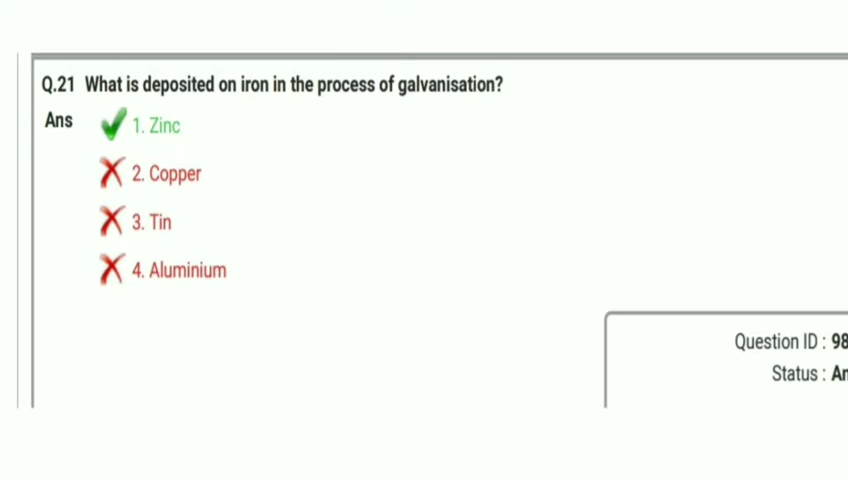 Q.21 What is deposited on iron in the process of galvanisation?
Ans 1. Zinc
2. Copper
3. Tin
4. Aluminium
Question ID : 98
Status :